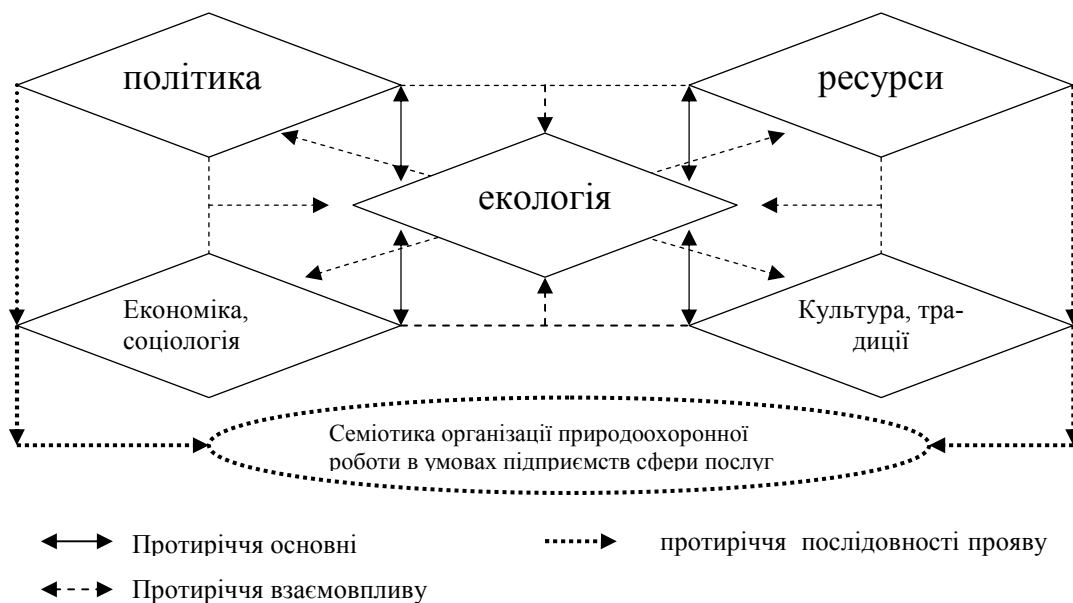 політика
ресурси
екологія
Економіка,
соціологія
Культура, тра-
диції
Семіотика організації природоохоронної
роботи в умовах підприємств сфери послуг
Протиріччя основні
протиріччя послідовності прояву
Протиріччя взаємовпливу